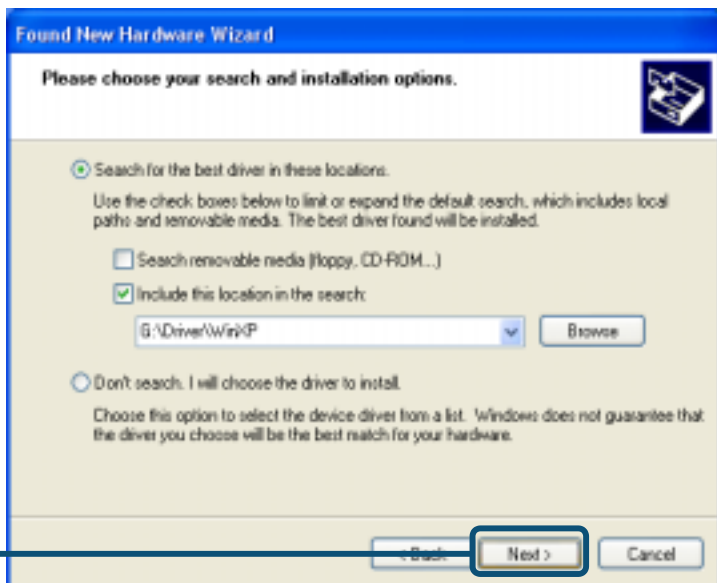 Found New Hardware Wizard
Please choose your search and installation options.
Search for the best driver in these locations.
Use the check boxes below to limit or expand the default search, which includes local
paths and removable media. The best driver found will be installed.
Search removable media (floppy, CD-ROM...)
Include this location in the search:
G:\Driver\WinXP
Browse
Don't search. I will choose the driver to install.
Choose this option to select the device driver from a list. Windows does not guarantee that
the driver you choose will be the best match for your hardware.
< Back
Next >
Cancel